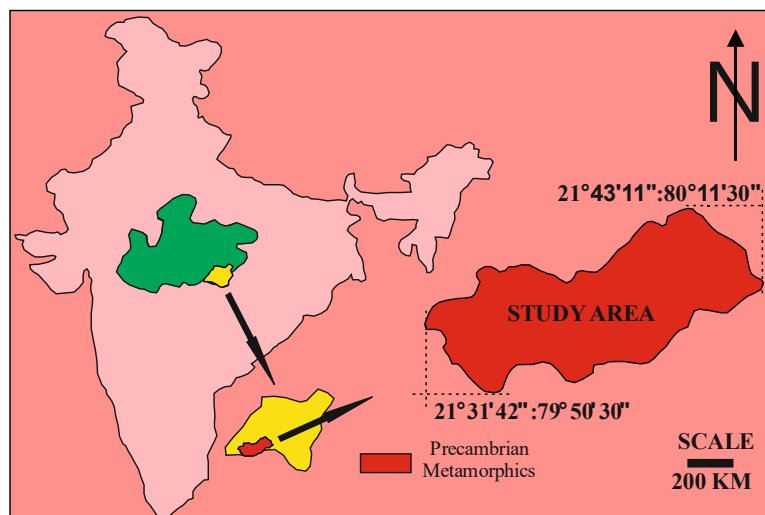 N
21°43'11":80°11'30"
STUDY AREA
21°31'42":79°50'30"
Precambrian
Metamorphics
SCALE
200 KM